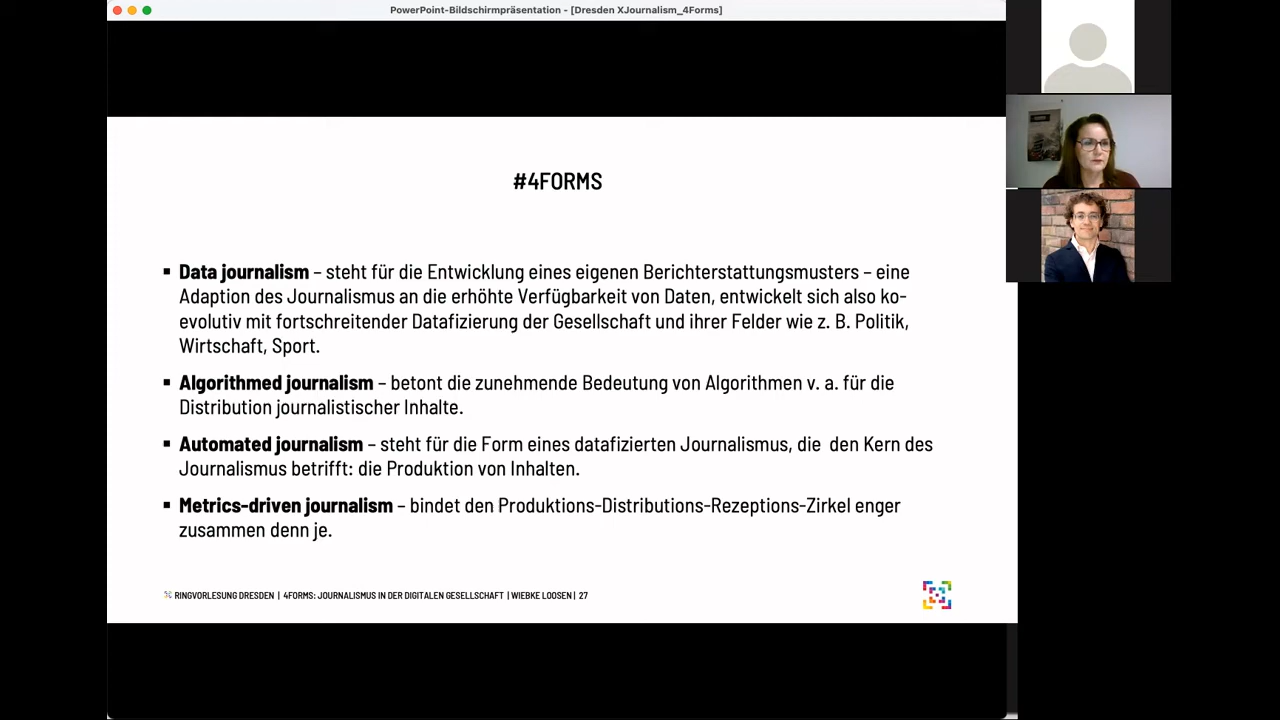 PowerPoint-Bildschirmpräsentation - [Dresden XJournalism_4Forms]
#4FORMS
▪ Data journalism – steht für die Entwicklung eines eigenen Berichterstattungsmusters – eine
Adaption des Journalismus an die erhöhte Verfügbarkeit von Daten, entwickelt sich also ko-
evolutiv mit fortschreitender Datafizierung der Gesellschaft und ihrer Felder wie z. B. Politik,
Wirtschaft, Sport.
▪ Algorithmed journalism – betont die zunehmende Bedeutung von Algorithmen v. a. für die
Distribution journalistischer Inhalte.
▪ Automated journalism – steht für die Form eines datafizierten Journalismus, die  den Kern des
Journalismus betrifft: die Produktion von Inhalten.
▪ Metrics-driven journalism – bindet den Produktions-Distributions-Rezeptions-Zirkel enger
zusammen denn je.
RINGVORLESUNG DRESDEN | 4FORMS: JOURNALISMUS IN DER DIGITALEN GESELLSCHAFT | WIEBKE LOOSEN | 27